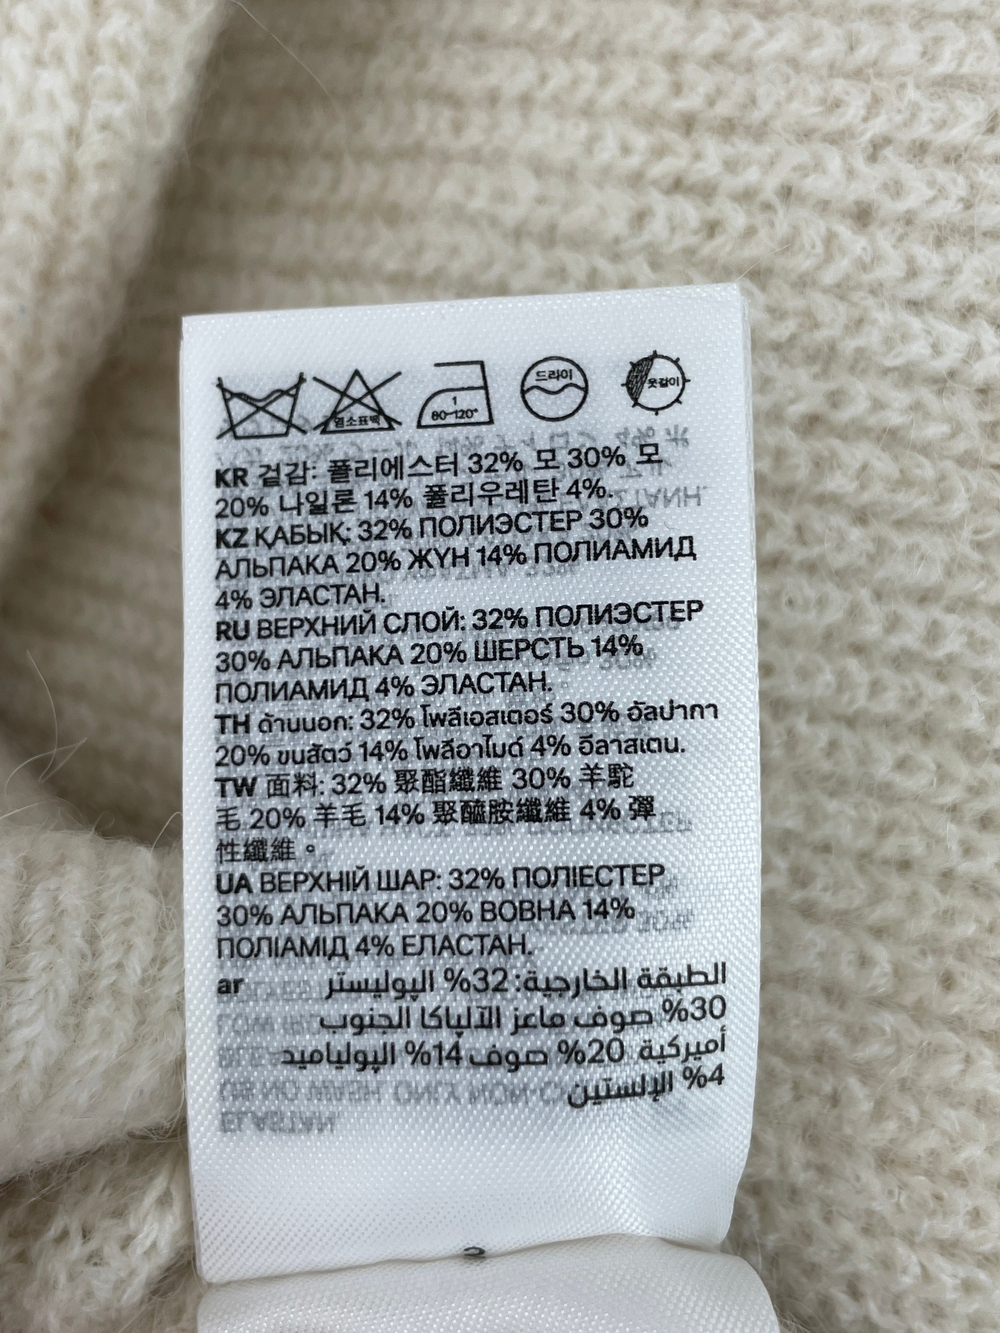 염소표백
1
80-120°
드라이
옷걸이
KR 겉감: 폴리에스터 32% 모 30% 모
20% 나일론 14% 폴리우레탄 4%.
KZ ҚАБЫҚ: 32% ПОЛИЭСТЕР 30%
АЛЬПАКА 20% ЖҮН 14% ПОЛИАМИД
4% ЭЛАСТАН.
RU ВЕРХНИЙ СЛОЙ: 32% ПОЛИЭСТЕР
30% АЛЬПАКА 20% ШЕРСТЬ 14%
ПОЛИАМИД 4% ЭЛАСТАН.
TH ด้านนอก: 32% โพลีเอสเตอร์ 30% อัลปากา
20% ขนสัตว์ 14% โพลีอาไมด์ 4% อีลาสเตน.
TW 面料: 32% 聚酯纖維 30% 羊駝
毛 20% 羊毛 14% 聚醯胺纖維 4% 彈
性纖維。
UA ВЕРХНІЙ ШАР: 32% ПОЛІЕСТЕР
30% АЛЬПАКА 20% ВОВНА 14%
ПОЛІАМІД 4% ЕЛАСТАН.
ar الطبقة الخارجية: 32% البوليستر
30% صوف ماعز الآلباكا الجنوب
أميركية 20% صوف 14% البولياميد
4% الإلستين